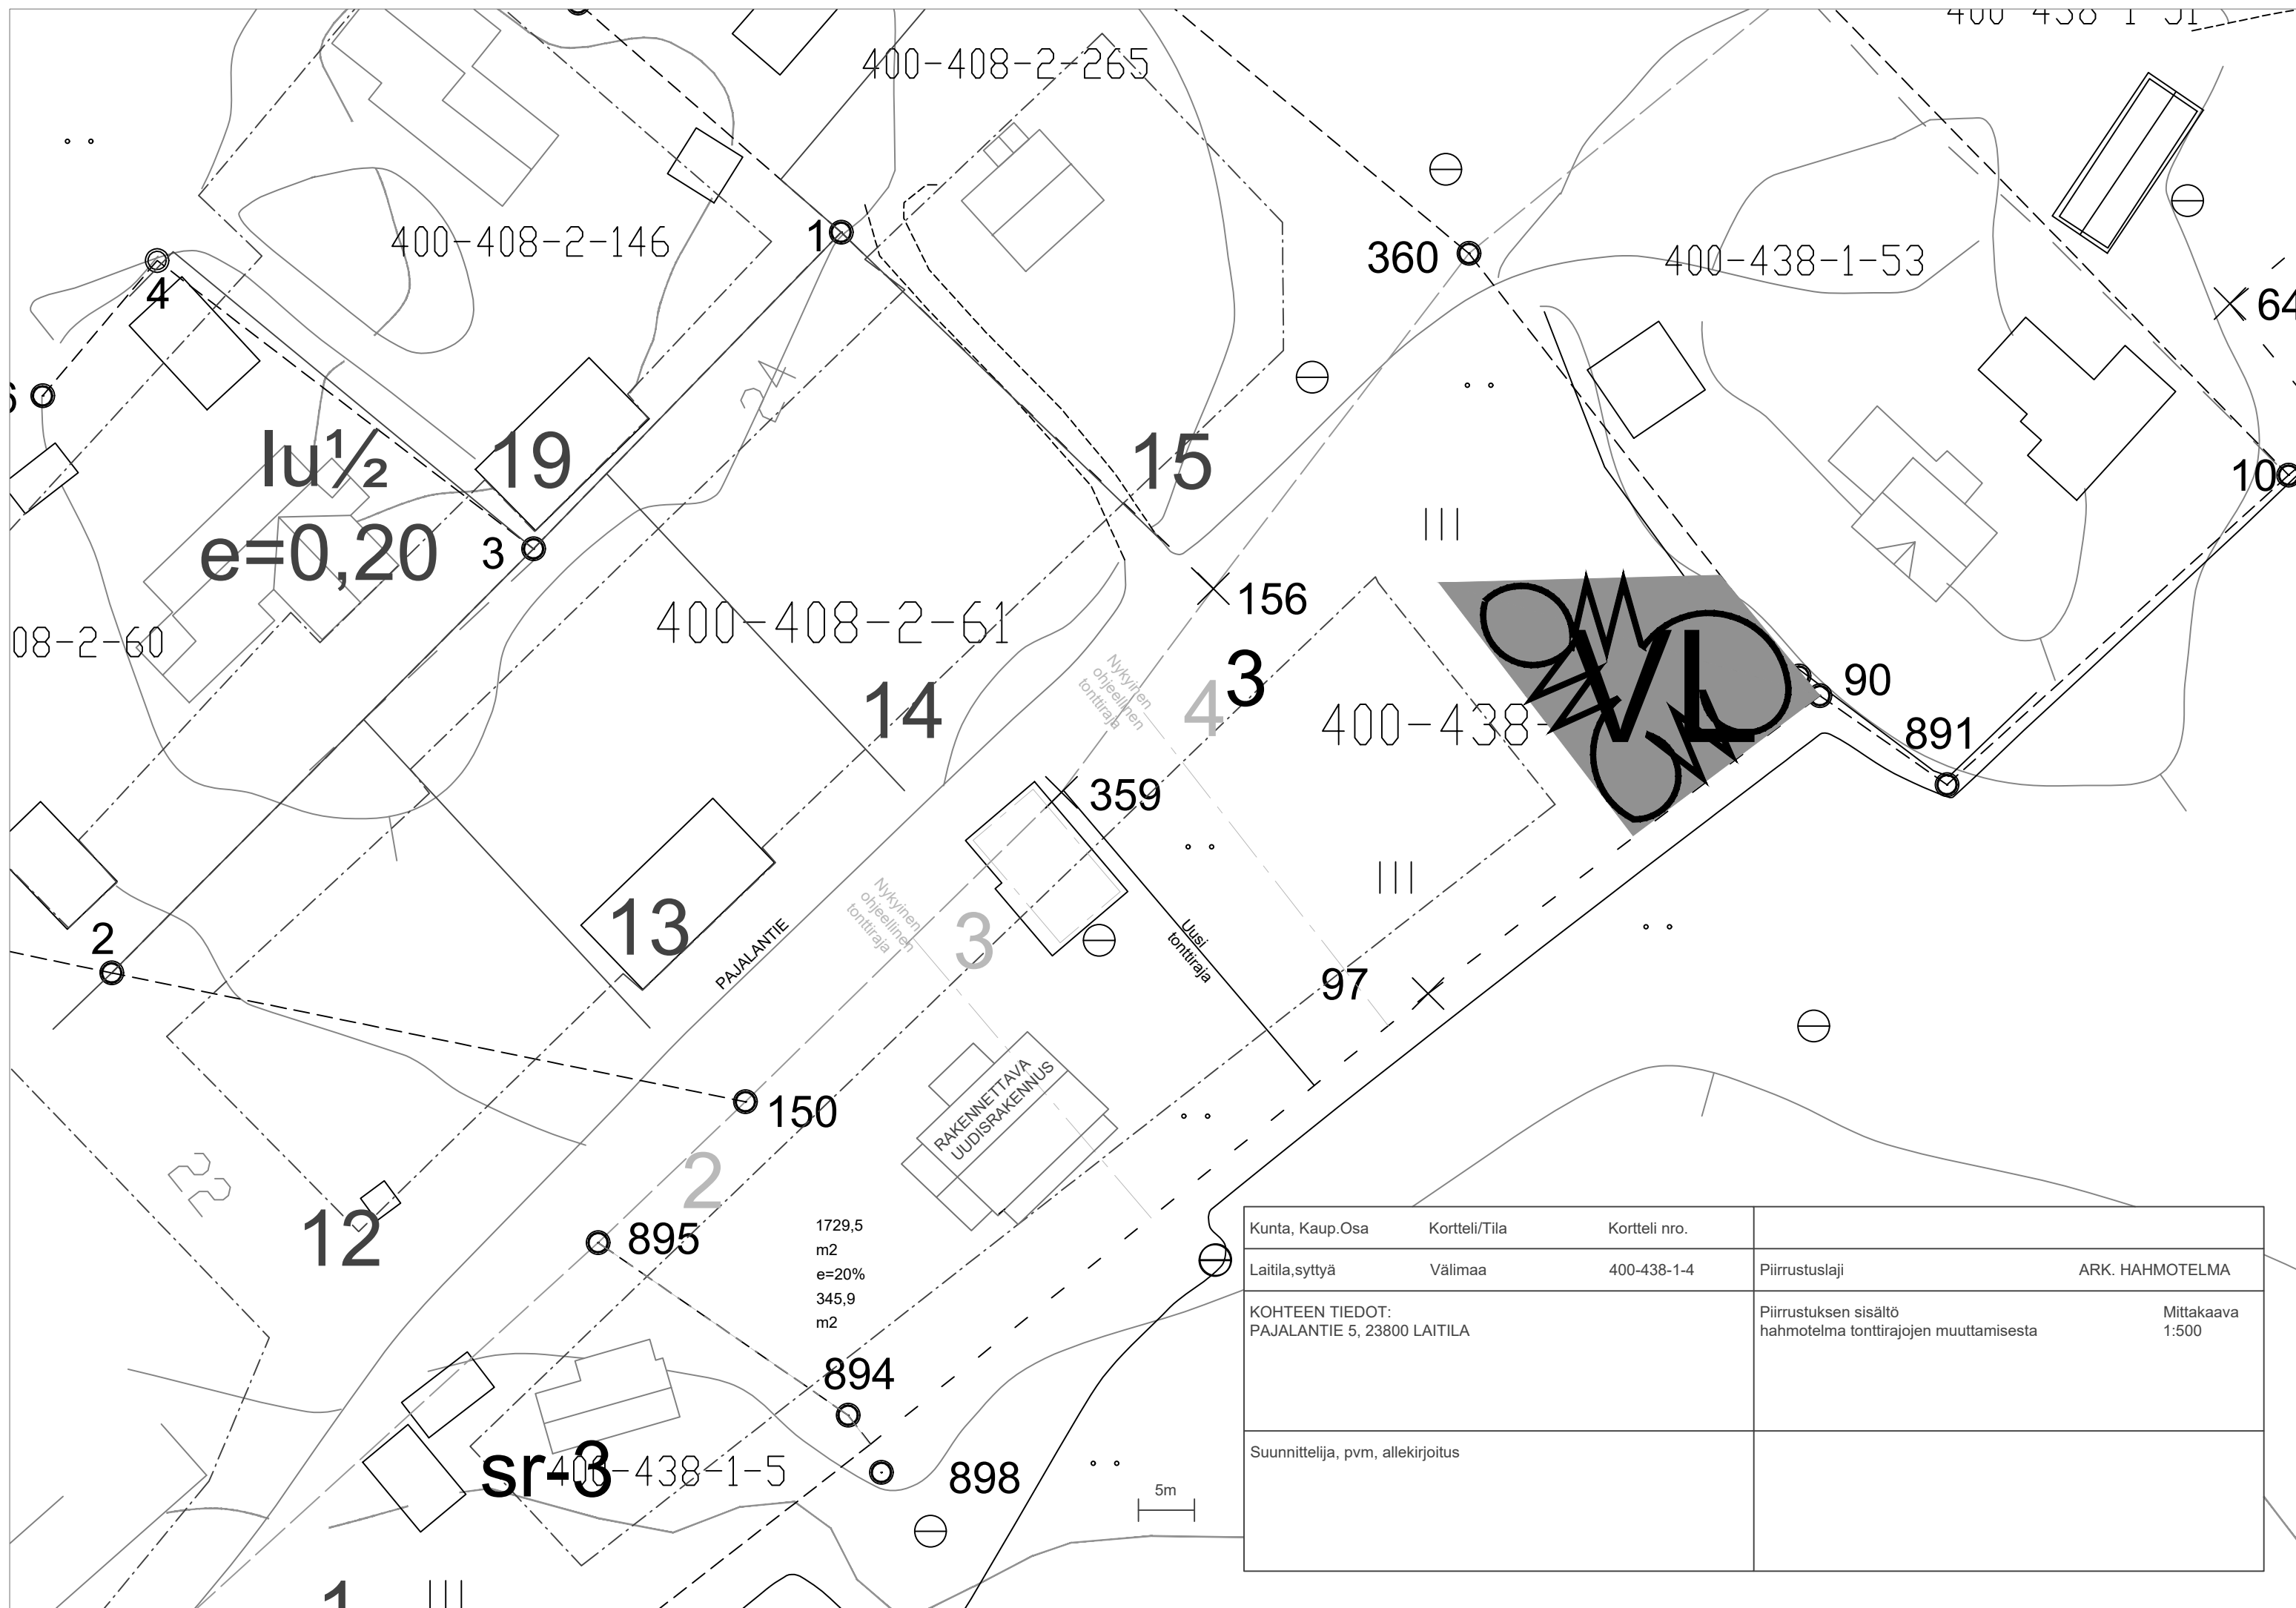 400-438-1-51
400-408-2-265
400-408-2-146
1
360
400-438-1-53
4
64
24
Iu½
19
15
10
e=0,20
3
156
III
08-2-60
400-408-2-61
Nykyinen
ohjeellinen
tonttiraja
3
4
14
400-438-
VL
90
891
359
III
13
PAJALANTIE
Nykyinen
ohjeellinen
tonttiraja
3
Uusi
tonttiraja
97
2
150
RAKENNETTAVA
UUDISRAKENNUS
25
2
12
895
1729,5
m2
e=20%
345,9
m2
894
sr-3
400-438-1-5
898
5m
1
III
Kunta, Kaup.Osa Kortteli/Tila Kortteli nro.
Laitila,syttyä Välimaa 400-438-1-4 Piirrustuslaji ARK. HAHMOTELMA
KOHTEEN TIEDOT:
PAJALANTIE 5, 23800 LAITILA
Piirrustuksen sisältö Mittakaava
hahmotelma tonttirajojen muuttamisesta 1:500
Suunnittelija, pvm, allekirjoitus